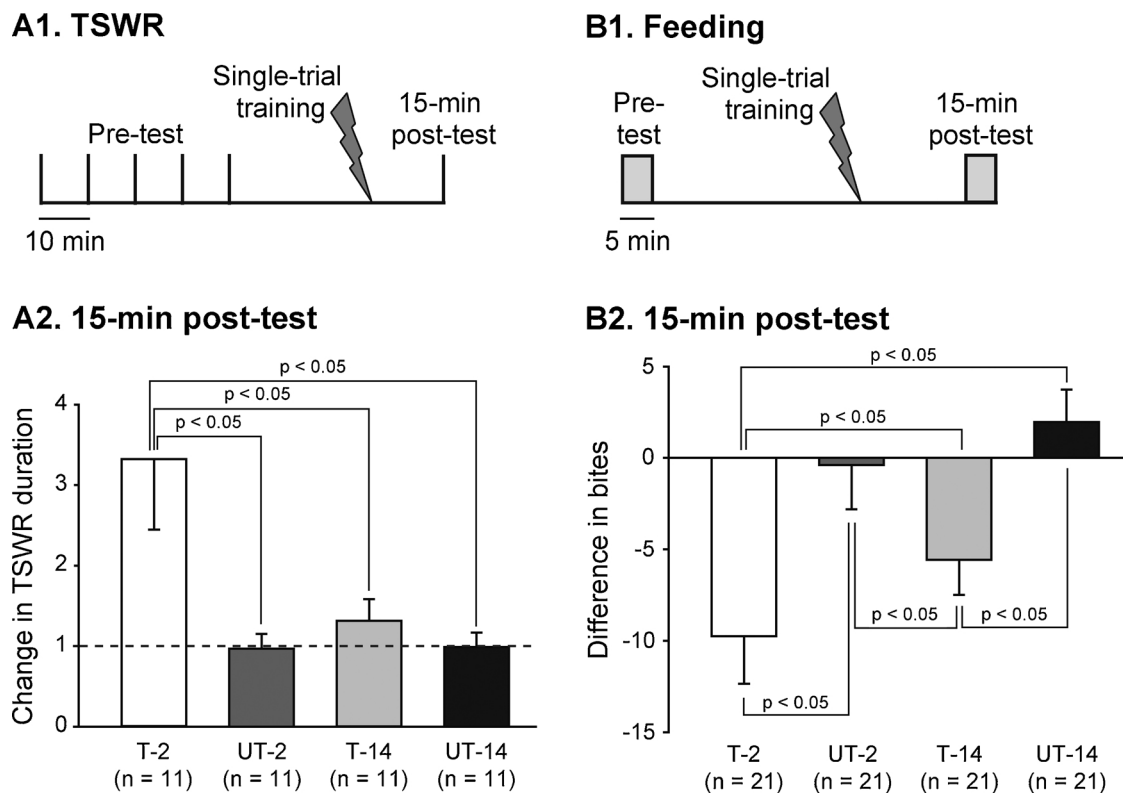 A1. TSWR
Single-trial
training
15-min
post-test
Pre-test
10 min
B1. Feeding
Single-trial
training
Pre-
test
15-min
post-test
5 min
A2. 15-min post-test
p < 0.05
p < 0.05
p < 0.05
Change in TSWR duration
4
3
2
1
0
T-2
(n = 11)
UT-2
(n = 11)
T-14
(n = 11)
UT-14
(n = 11)
B2. 15-min post-test
p < 0.05
p < 0.05
p < 0.05
p < 0.05
p < 0.05
Difference in bites
5
0
-5
-10
-15
T-2
(n = 21)
UT-2
(n = 21)
T-14
(n = 21)
UT-14
(n = 21)